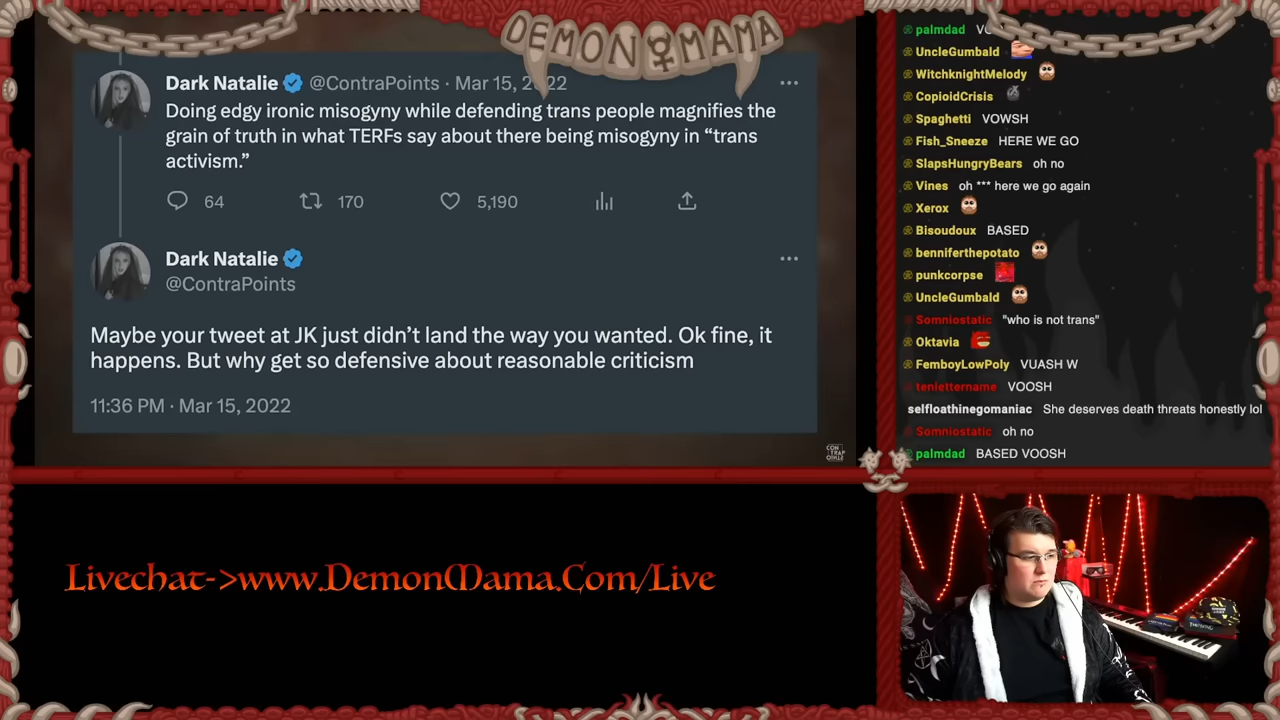 DEMON MAMA
Dark Natalie @ContraPoints · Mar 15, 2022
Doing edgy ironic misogyny while defending trans people magnifies the
grain of truth in what TERFs say about there being misogyny in “trans
activism.”
64 170 5,190
Dark Natalie
@ContraPoints
Maybe your tweet at JK just didn’t land the way you wanted. Ok fine, it
happens. But why get so defensive about reasonable criticism
11:36 PM · Mar 15, 2022
CON
TRAP
OINTS
palmdad
UncleGumbald
WitchknightMelody
CopioidCrisis
Spaghetti VOWSH
Fish_Sneeze HERE WE GO
SlapsHungryBears oh no
Vines oh *** here we go again
Xerox
Bisoudoux BASED
benniferthepotato
punkcorpse
UncleGumbald
Somniostatic "who is not trans"
Oktavia
FemboyLowPoly VUASH W
tenlettername VOOSH
selfloathinegomaniac She deserves death threats honestly lol
Somniostatic oh no
palmdad BASED VOOSH
Livechat->www.DemonMama.Com/Live